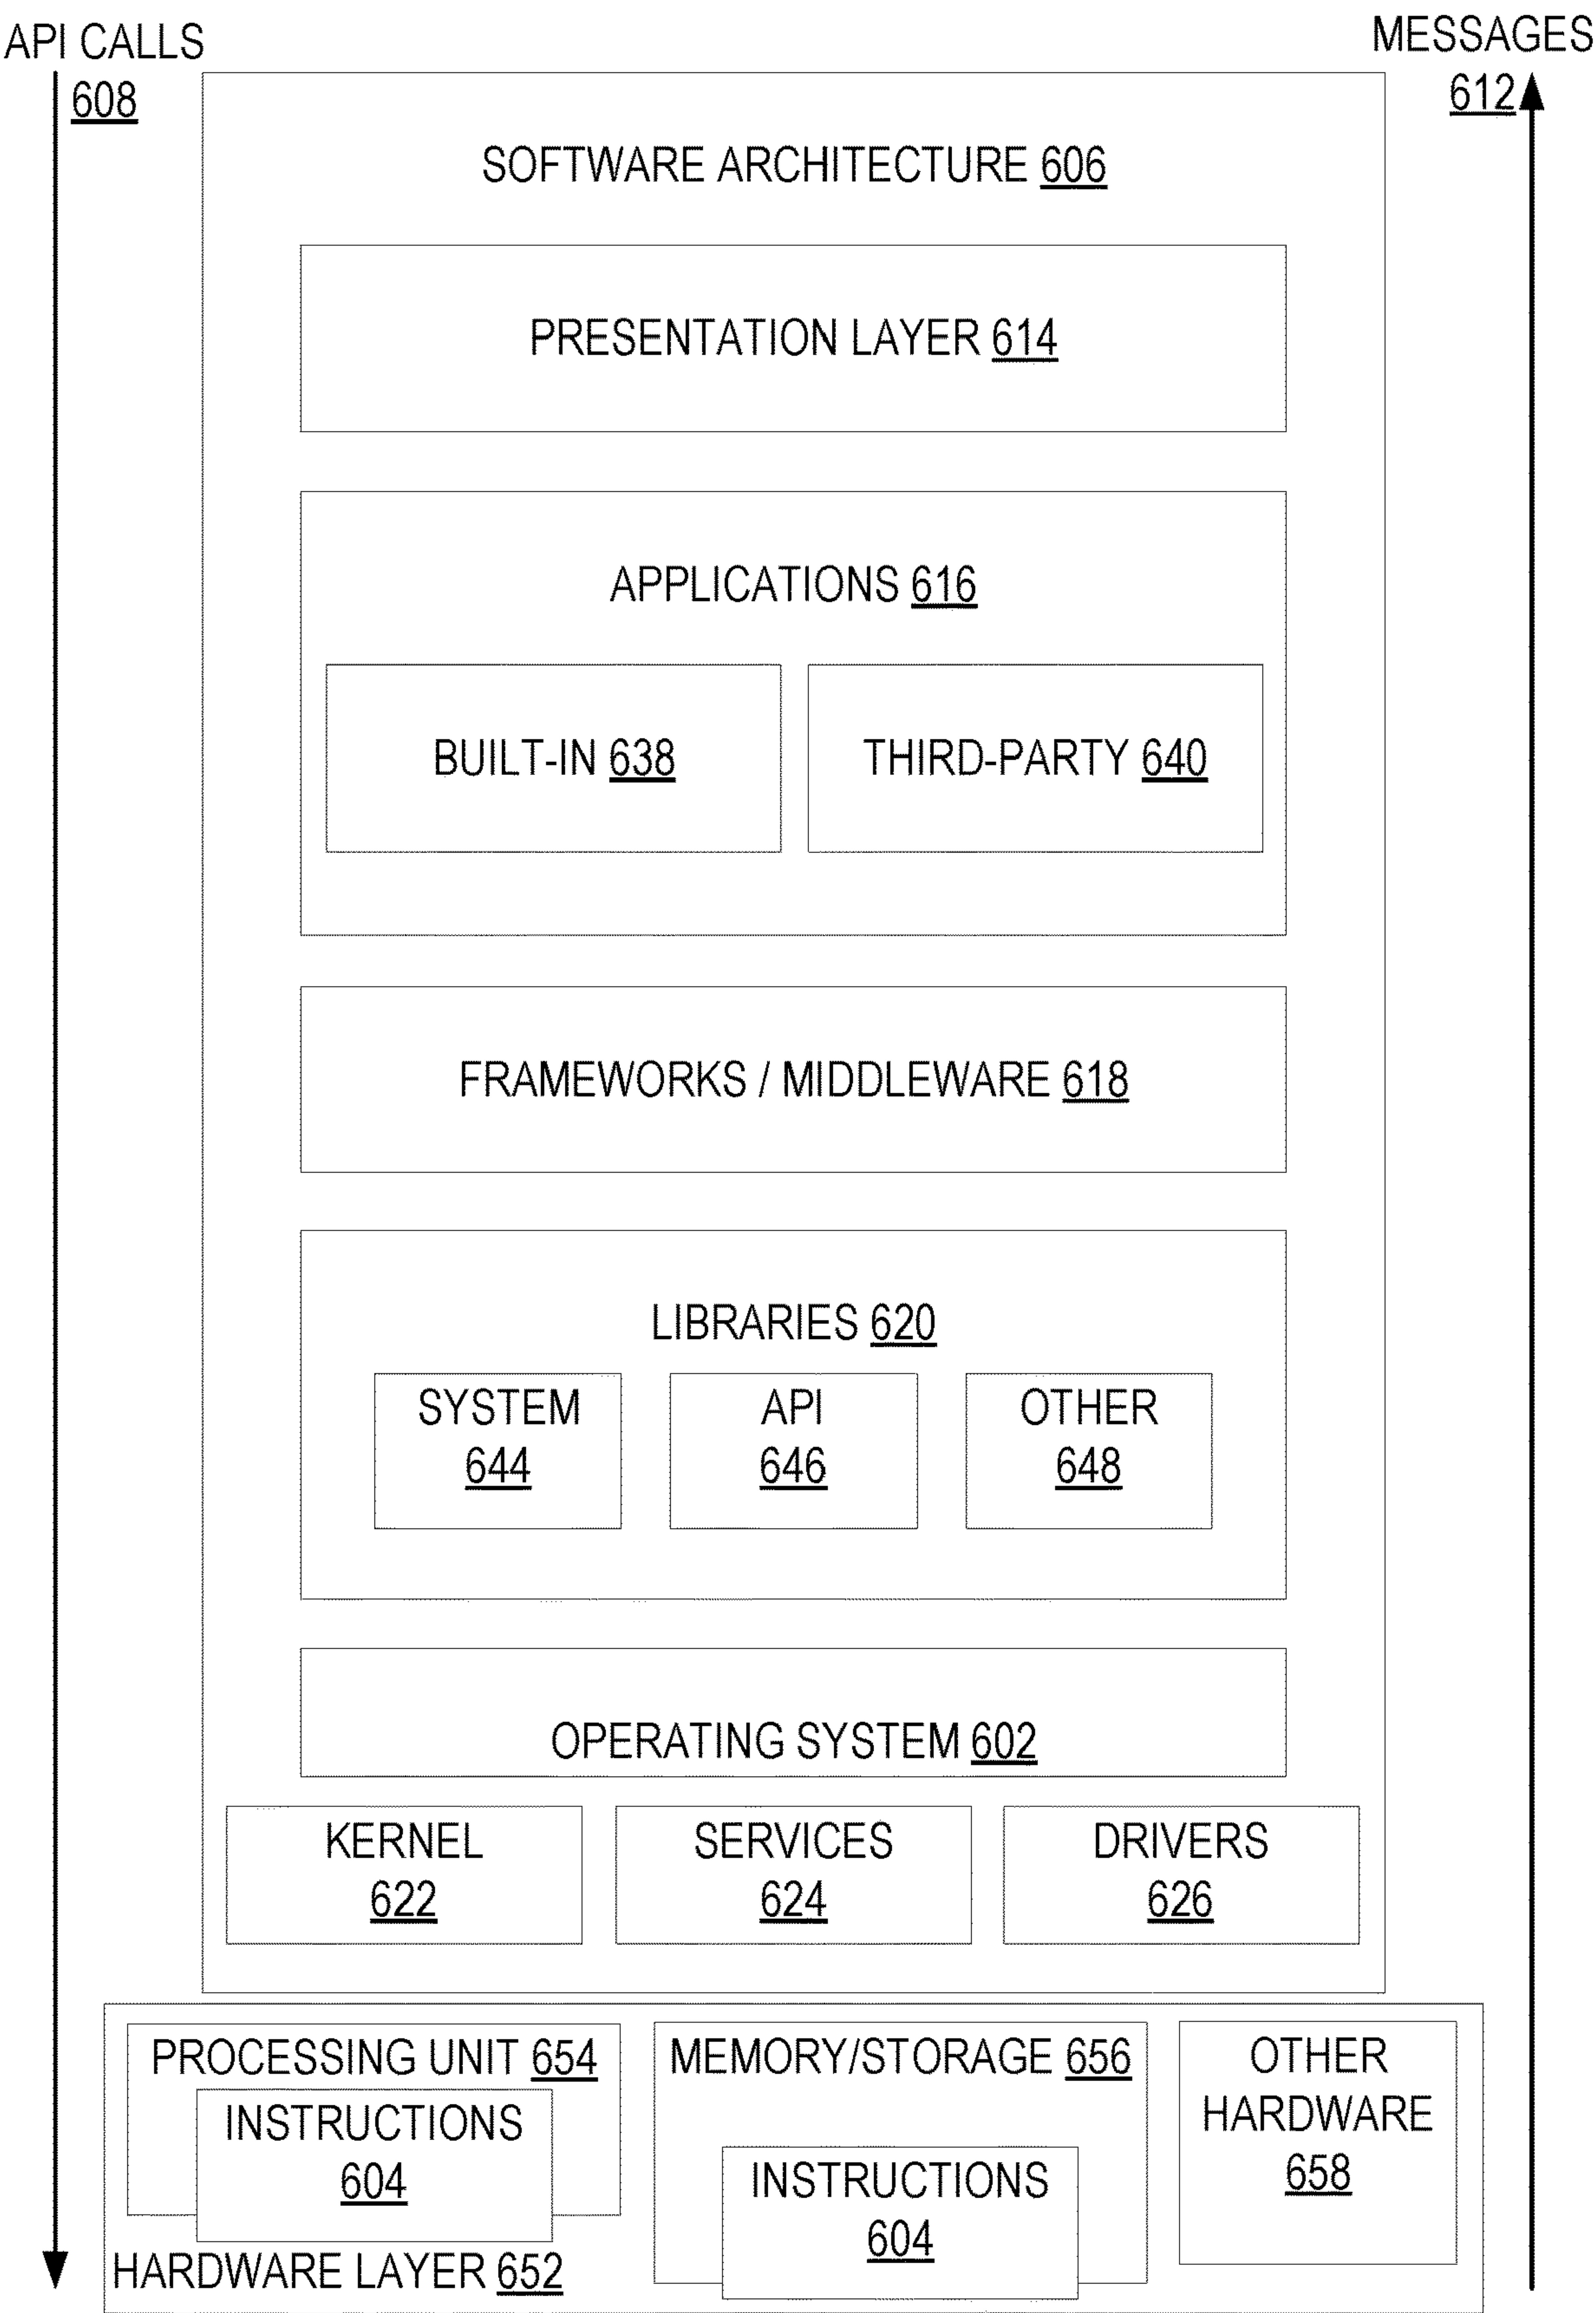 API CALLS
608
MESSAGES
612
SOFTWARE ARCHITECTURE 606
PRESENTATION LAYER 614
APPLICATIONS 616
BUILT-IN 638
THIRD-PARTY 640
FRAMEWORKS / MIDDLEWARE 618
LIBRARIES 620
SYSTEM
644
API
646
OTHER
648
OPERATING SYSTEM 602
KERNEL
622
SERVICES
624
DRIVERS
626
PROCESSING UNIT 654
INSTRUCTIONS
604
MEMORY/STORAGE 656
INSTRUCTIONS
604
OTHER
HARDWARE
658
HARDWARE LAYER 652